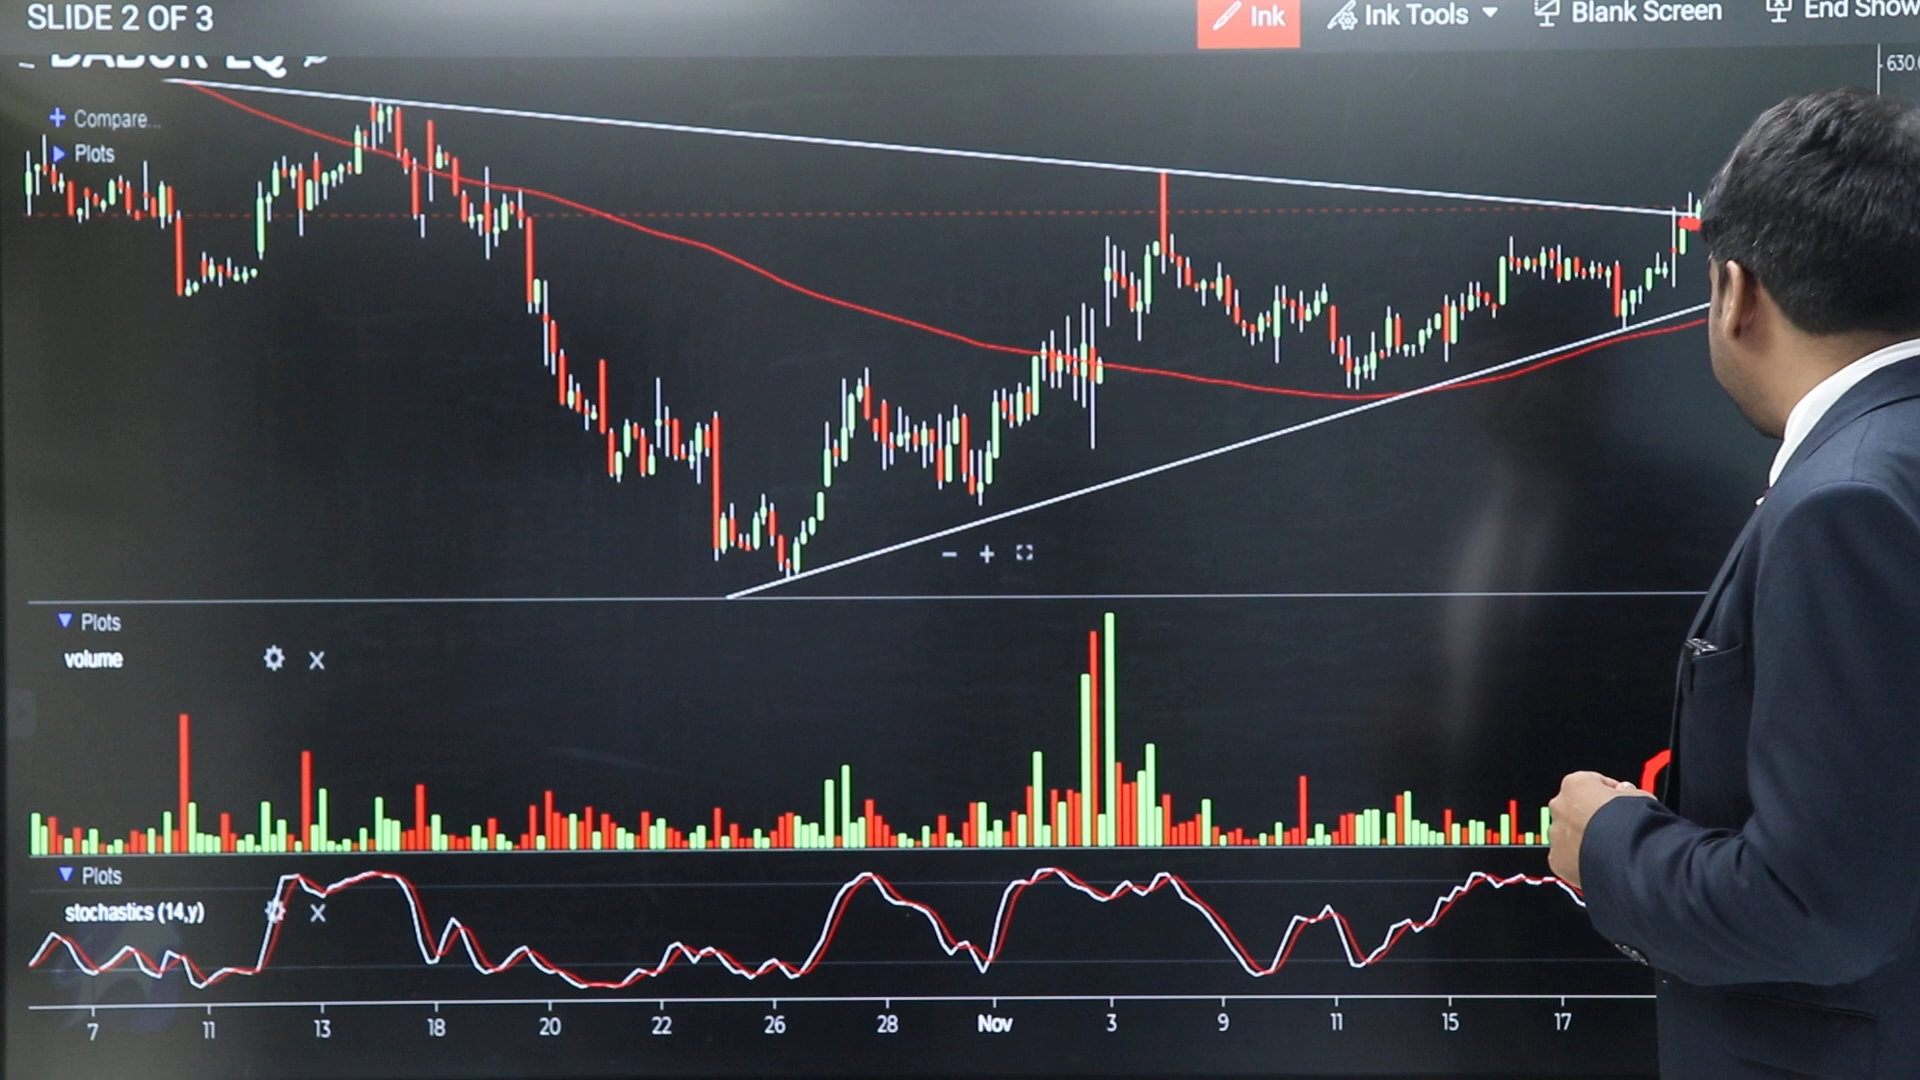 SLIDE 2 OF 3
Ink
Ink Tools
Blank Screen
End Show
DABUR EQ
630.0
Compare...
Plots
Plots
volume
Plots
stochastics (14,y)
7 11 13 18 20 22 26 28 Nov 3 9 11 15 17